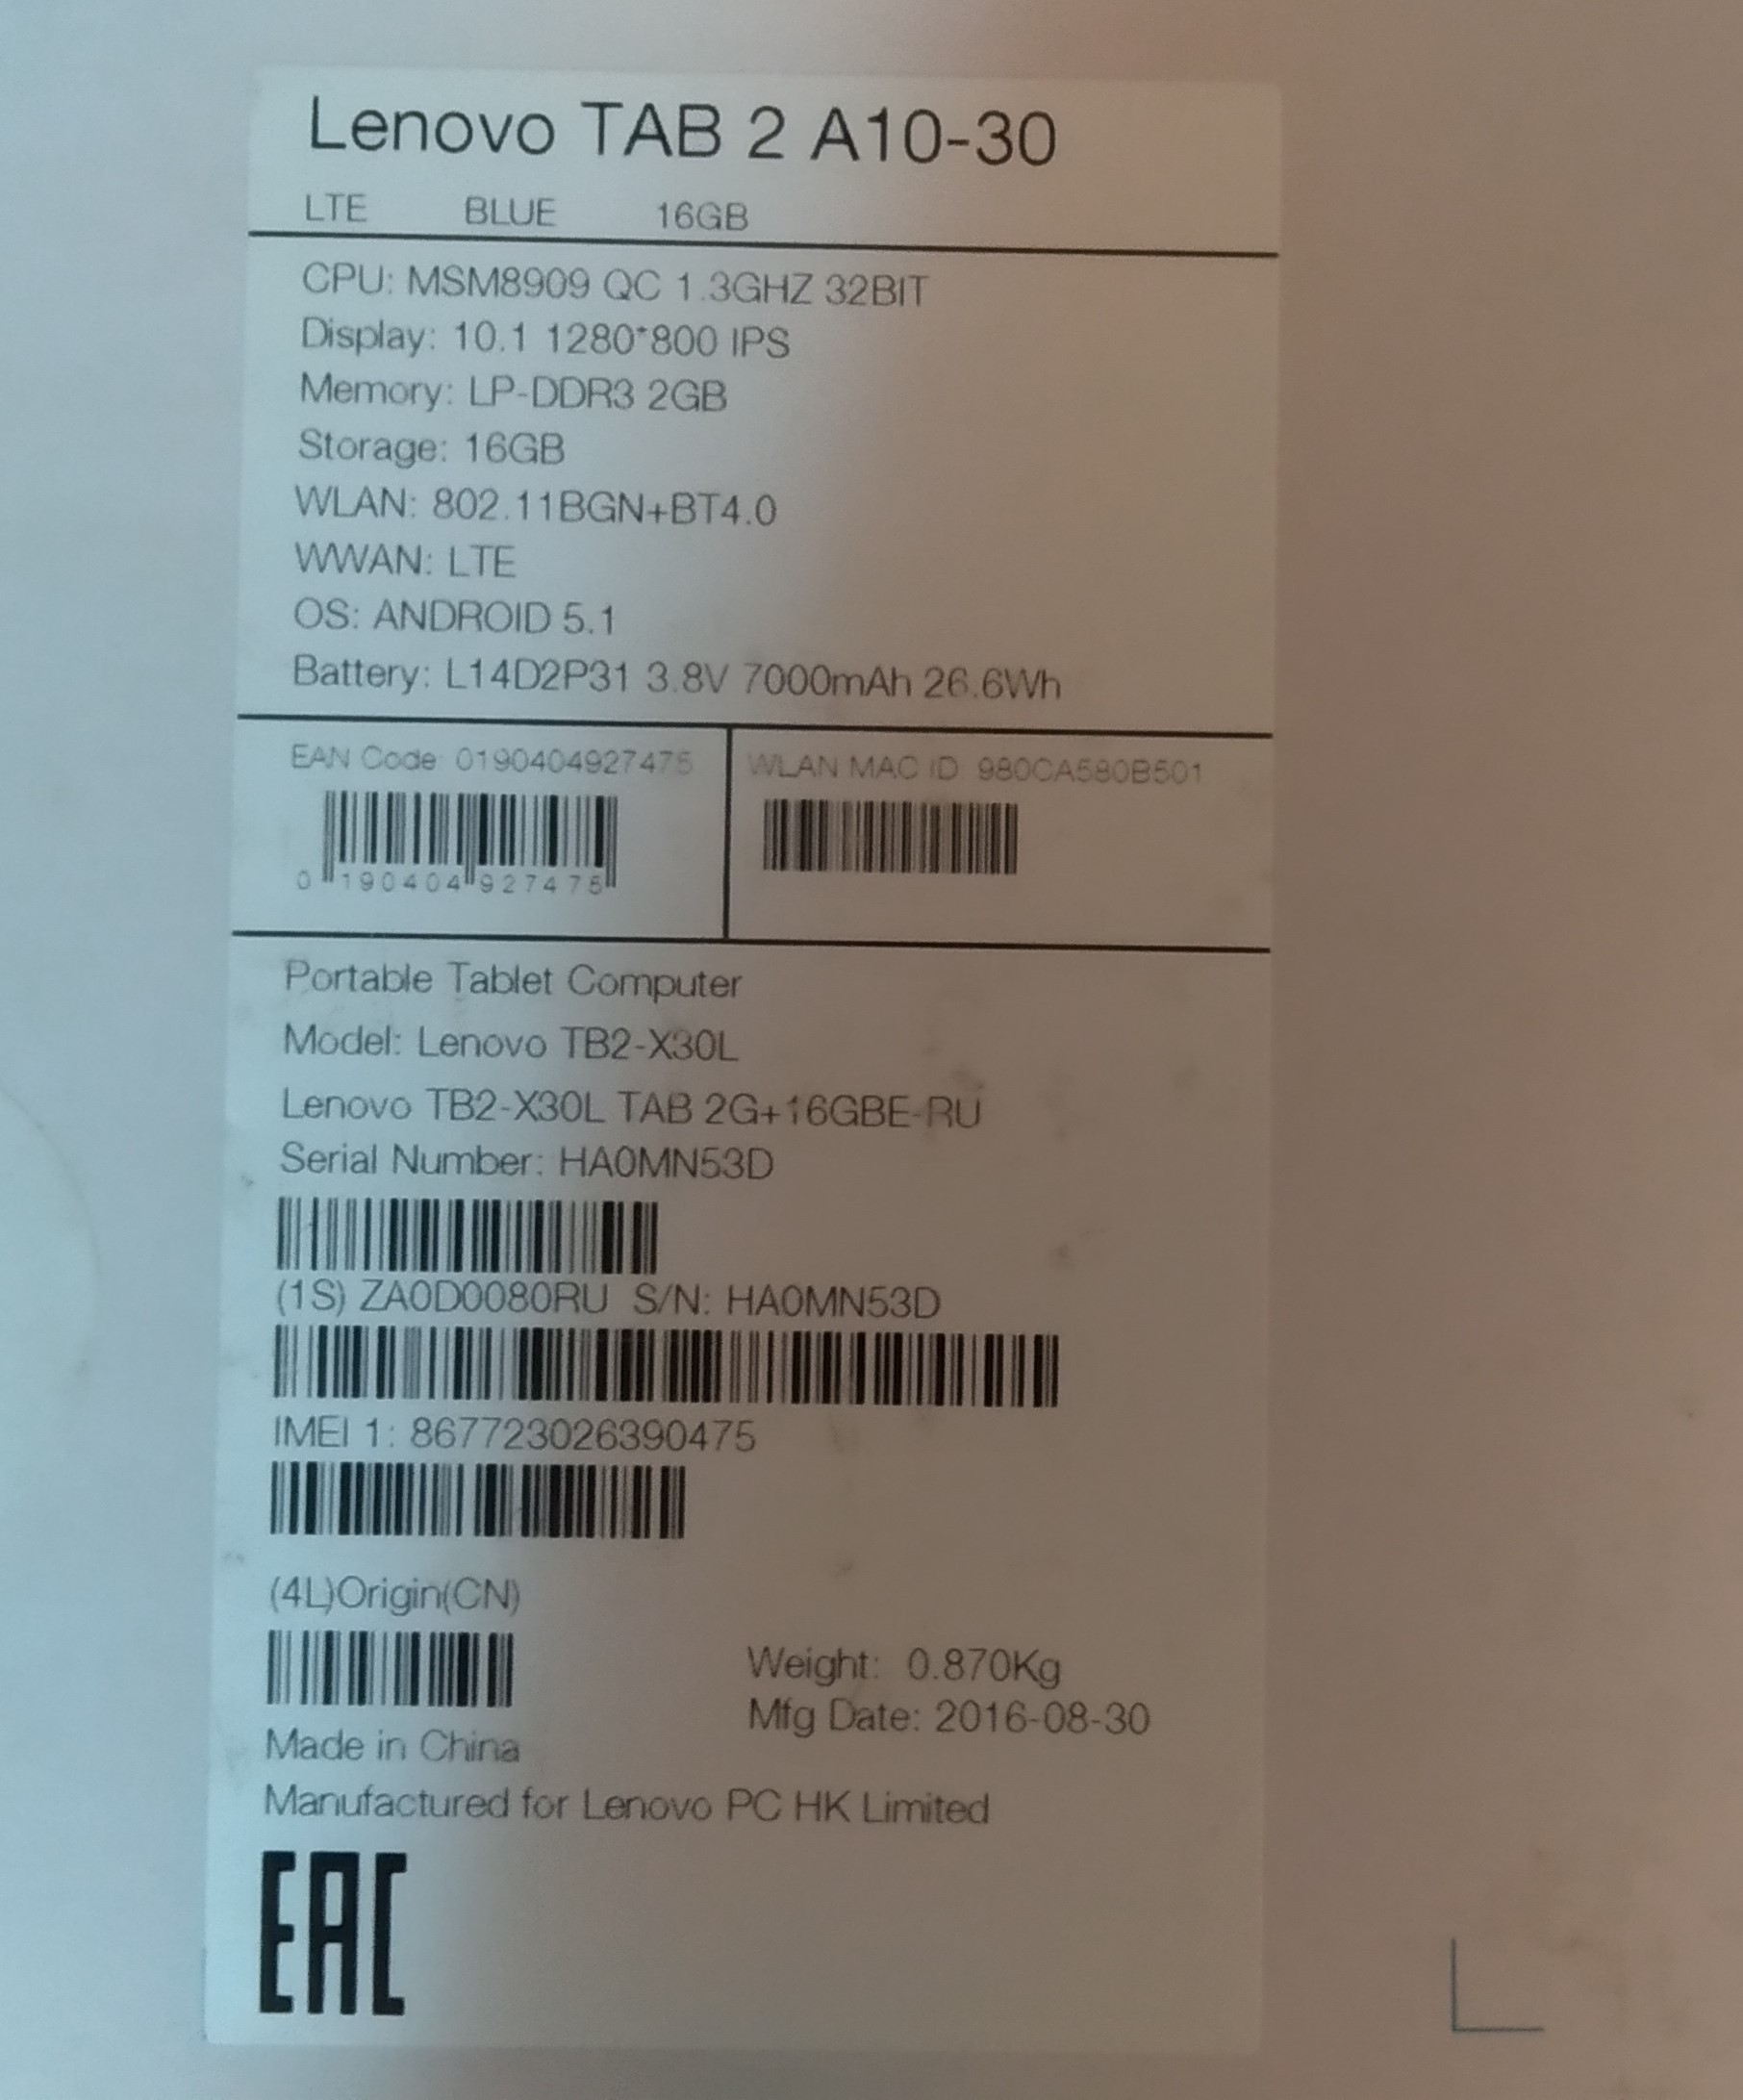 Lenovo TAB 2 A10-30
LTE BLUE 16GB
CPU: MSM8909 QC 1.3GHZ 32BIT
Display: 10.1 1280*800 IPS
Memory: LP-DDR3 2GB
Storage: 16GB
WLAN: 802.11BGN+BT4.0
WWAN: LTE
OS: ANDROID 5.1
Battery: L14D2P31 3.8V 7000mAh 26.6Wh
EAN Code: 0190404927475
0 190404 927475
WLAN MAC ID: 980CA580B501
Portable Tablet Computer
Model: Lenovo TB2-X30L
Lenovo TB2-X30L TAB 2G+16GBE-RU
Serial Number: HA0MN53D
(1S) ZA0D0080RU S/N: HA0MN53D
IMEI 1: 867723026390475
(4L)Origin(CN)
Weight: 0.870Kg
Mfg Date: 2016-08-30
Made in China
Manufactured for Lenovo PC HK Limited
EAC